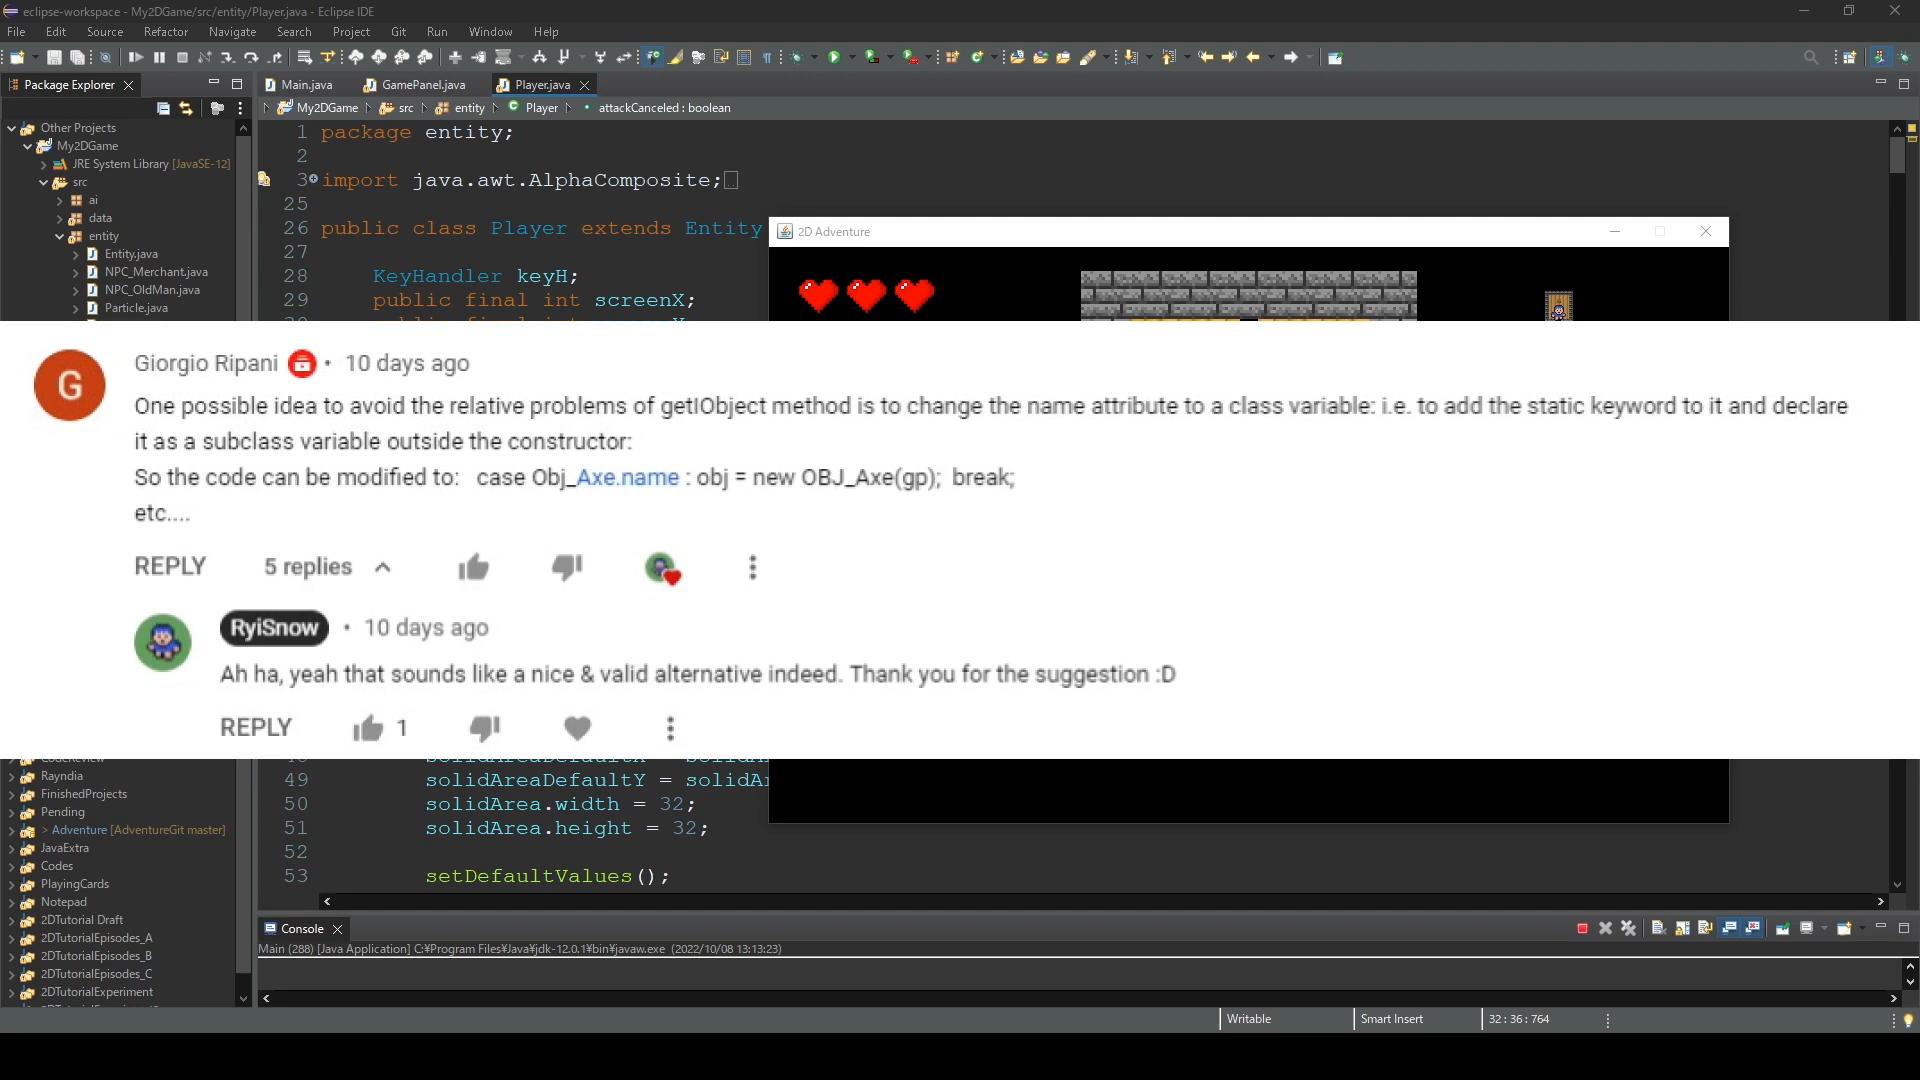 eclipse-workspace - My2DGame/src/entity/Player.java - Eclipse IDE
File Edit Source Refactor Navigate Search Project Git Run Window Help
Package Explorer
Main.java GamePanel.java Player.java
My2DGame src entity Player attackCanceled : boolean
Other Projects
My2DGame
JRE System Library [JavaSE-12]
src
ai
data
entity
Entity.java
NPC_Merchant.java
NPC_OldMan.java
Particle.java
1 package entity;
2
3 import java.awt.AlphaComposite;
25
26 public class Player extends Entity
27
28 KeyHandler keyH;
29 public final int screenX;
2D Adventure
G
Giorgio Ripani • 10 days ago
One possible idea to avoid the relative problems of getIObject method is to change the name attribute to a class variable: i.e. to add the static keyword to it and declare
it as a subclass variable outside the constructor:
So the code can be modified to: case Obj_Axe.name : obj = new OBJ_Axe(gp); break;
etc....
REPLY 5 replies
RyiSnow • 10 days ago
Ah ha, yeah that sounds like a nice & valid alternative indeed. Thank you for the suggestion :D
REPLY 1
Rayndia
FinishedProjects
Pending
> Adventure [AdventureGit master]
JavaExtra
Codes
PlayingCards
Notepad
2DTutorial Draft
2DTutorialEpisodes_A
2DTutorialEpisodes_B
2DTutorialEpisodes_C
2DTutorialExperiment
49 solidAreaDefaultY = solidAr
50 solidArea.width = 32;
51 solidArea.height = 32;
52
53 setDefaultValues();
Console
Main (288) [Java Application] C:¥Program Files¥Java¥jdk-12.0.1¥bin¥javaw.exe (2022/10/08 13:13:23)
Writable Smart Insert 32 : 36 : 764